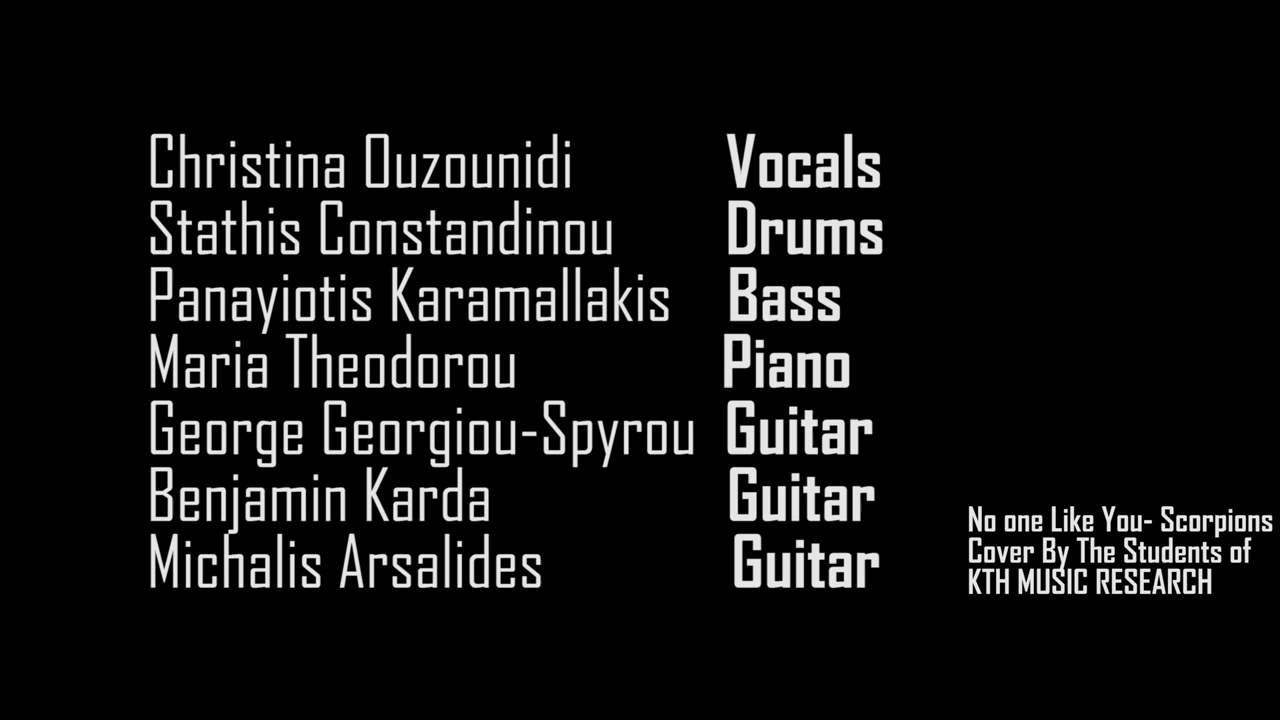 Christina Ouzounidi Vocals
Stathis Constandinou Drums
Panayiotis Karamallakis Bass
Maria Theodorou Piano
George Georgiou-Spyrou Guitar
Benjamin Karda Guitar
Michalis Arsalides Guitar
No one Like You- Scorpions
Cover By The Students of
KTH MUSIC RESEARCH